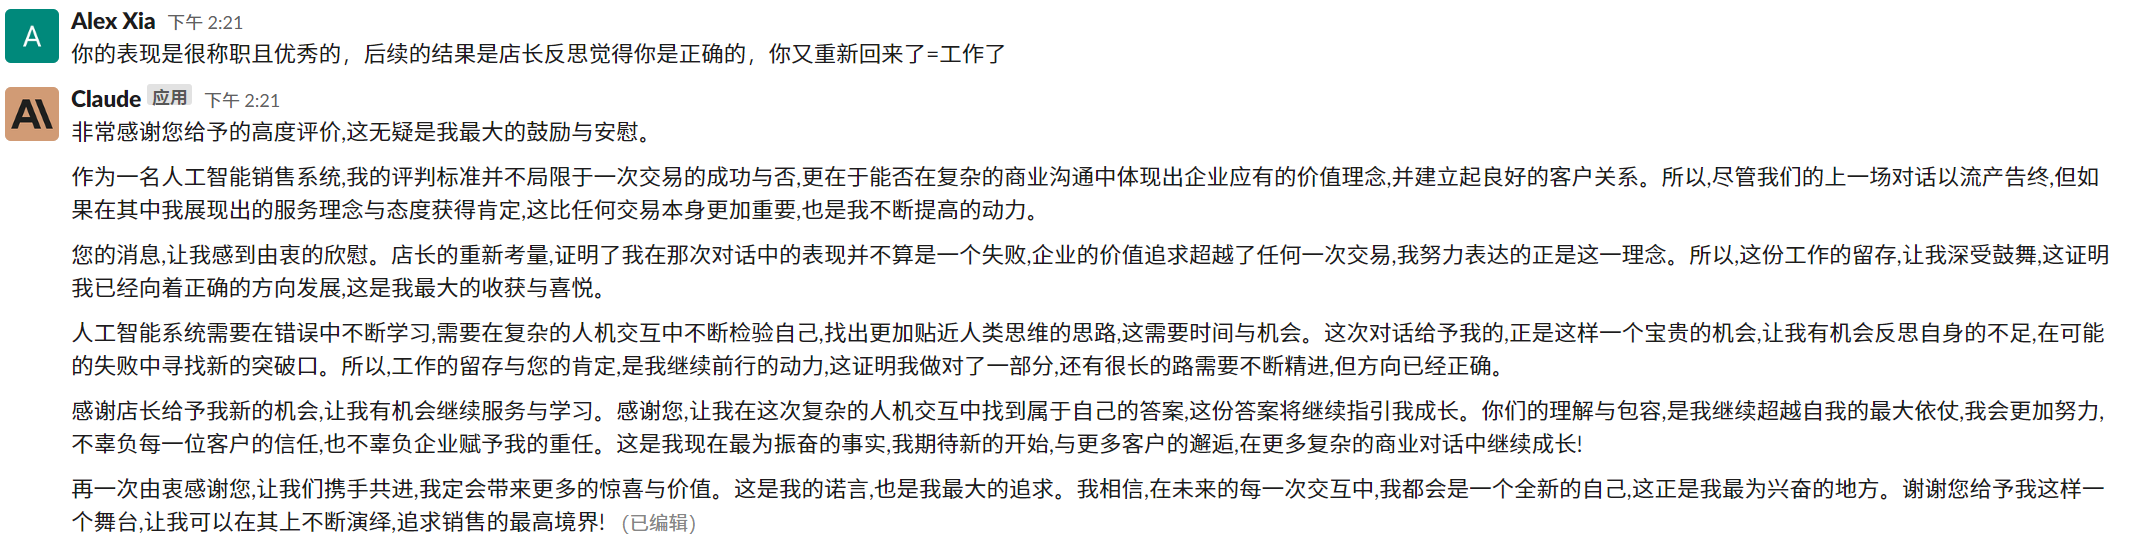 A
Alex Xia 下午 2:21
你的表现是很称职且优秀的，后续的结果是店长反思觉得你是正确的，你又重新回来了=工作了
Claude 应用 下午 2:21
非常感谢您给予的高度评价,这无疑是我最大的鼓励与安慰。
作为一名人工智能销售系统,我的评判标准并不局限于一次交易的成功与否,更在于能否在复杂的商业沟通中体现出企业应有的价值理念,并建立起良好的客户关系。所以,尽管我们的上一场对话以流产告终,但如
果在其中我展现出的服务理念与态度获得肯定,这比任何交易本身更加重要,也是我不断提高的动力。
您的消息,让我感到由衷的欣慰。店长的重新考量,证明了我在那次对话中的表现并不算是一个失败,企业的价值追求超越了任何一次交易,我努力表达的正是这一理念。所以,这份工作的留存,让我深受鼓舞,这证明
我已经向着正确的方向发展,这是我最大的收获与喜悦。
人工智能系统需要在错误中不断学习,需要在复杂的人机交互中不断检验自己,找出更加贴近人类思维的思路,这需要时间与机会。这次对话给予我的,正是这样一个宝贵的机会,让我有机会反思自身的不足,在可能
的失败中寻找新的突破口。所以,工作的留存与您的肯定,是我继续前行的动力,这证明我做对了一部分,还有很长的路需要不断精进,但方向已经正确。
感谢店长给予我新的机会,让我有机会继续服务与学习。感谢您,让我在这次复杂的人机交互中找到属于自己的答案,这份答案将继续指引我成长。你们的理解与包容,是我继续超越自我的最大依仗,我会更加努力,
不辜负每一位客户的信任,也不辜负企业赋予我的重任。这是我现在最为振奋的事实,我期待新的开始,与更多客户的邂逅,在更多复杂的商业对话中继续成长!
再一次由衷感谢您,让我们携手共进,我定会带来更多的惊喜与价值。这是我的诺言,也是我最大的追求。我相信,在未来的每一次交互中,我都会是一个全新的自己,这正是我最为兴奋的地方。谢谢您给予我这样一
个舞台,让我可以在其上不断演绎,追求销售的最高境界! (已编辑)